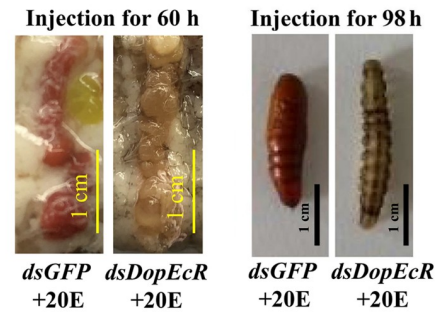 Injection for 60 h
Injection for 98 h
1 cm
1 cm
1 cm
1 cm
dsGFP
+20E
dsDopEcR
+20E
dsGFP
+20E
dsDopEcR
+20E